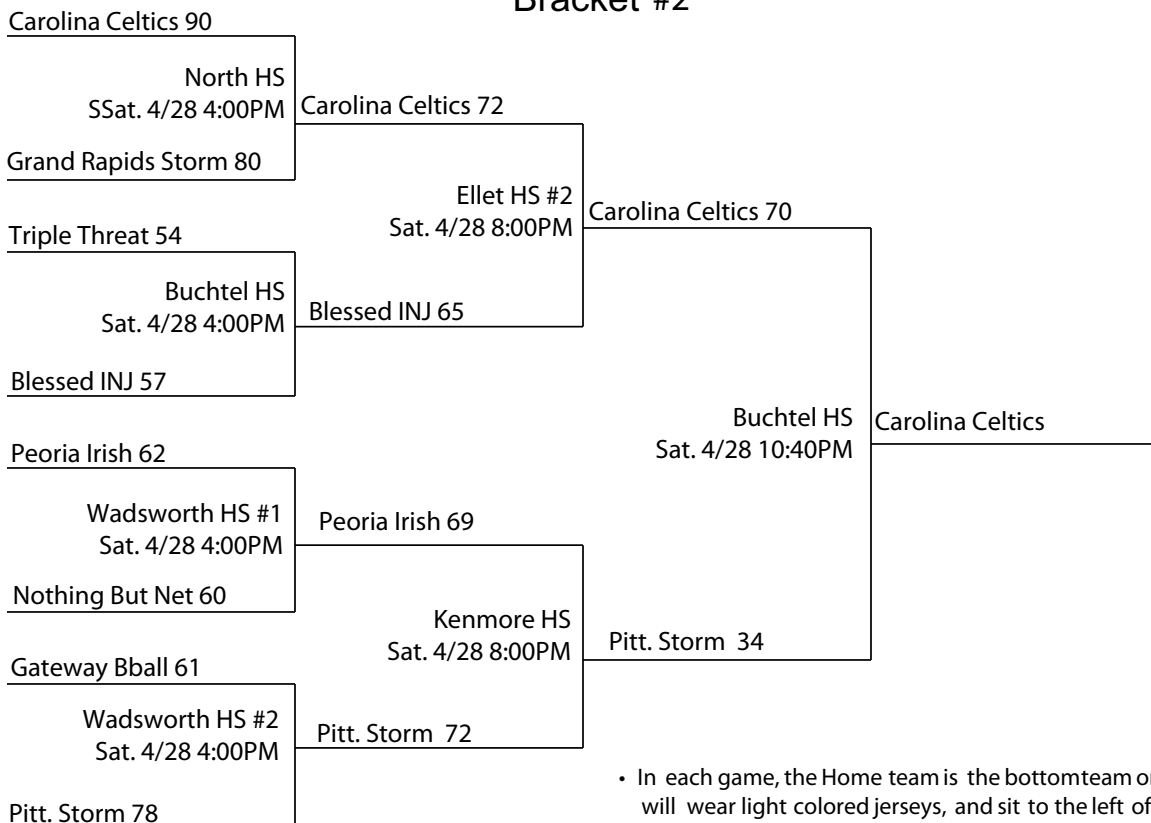 Bracket #2
Carolina Celtics 90
North HS
SSat. 4/28 4:00PM
Carolina Celtics 72
Grand Rapids Storm 80
Ellet HS #2
Sat. 4/28 8:00PM
Carolina Celtics 70
Triple Threat 54
Buchtel HS
Sat. 4/28 4:00PM
Blessed INJ 65
Blessed INJ 57
Buchtel HS
Sat. 4/28 10:40PM
Carolina Celtics
Peoria Irish 62
Wadsworth HS #1
Sat. 4/28 4:00PM
Peoria Irish 69
Nothing But Net 60
Kenmore HS
Sat. 4/28 8:00PM
Pitt. Storm 34
Gateway Bball 61
Wadsworth HS #2
Sat. 4/28 4:00PM
Pitt. Storm 72
Pitt. Storm 78
• In each game, the Home team is the bottomteam
will wear light colored jerseys, and sit to the left of